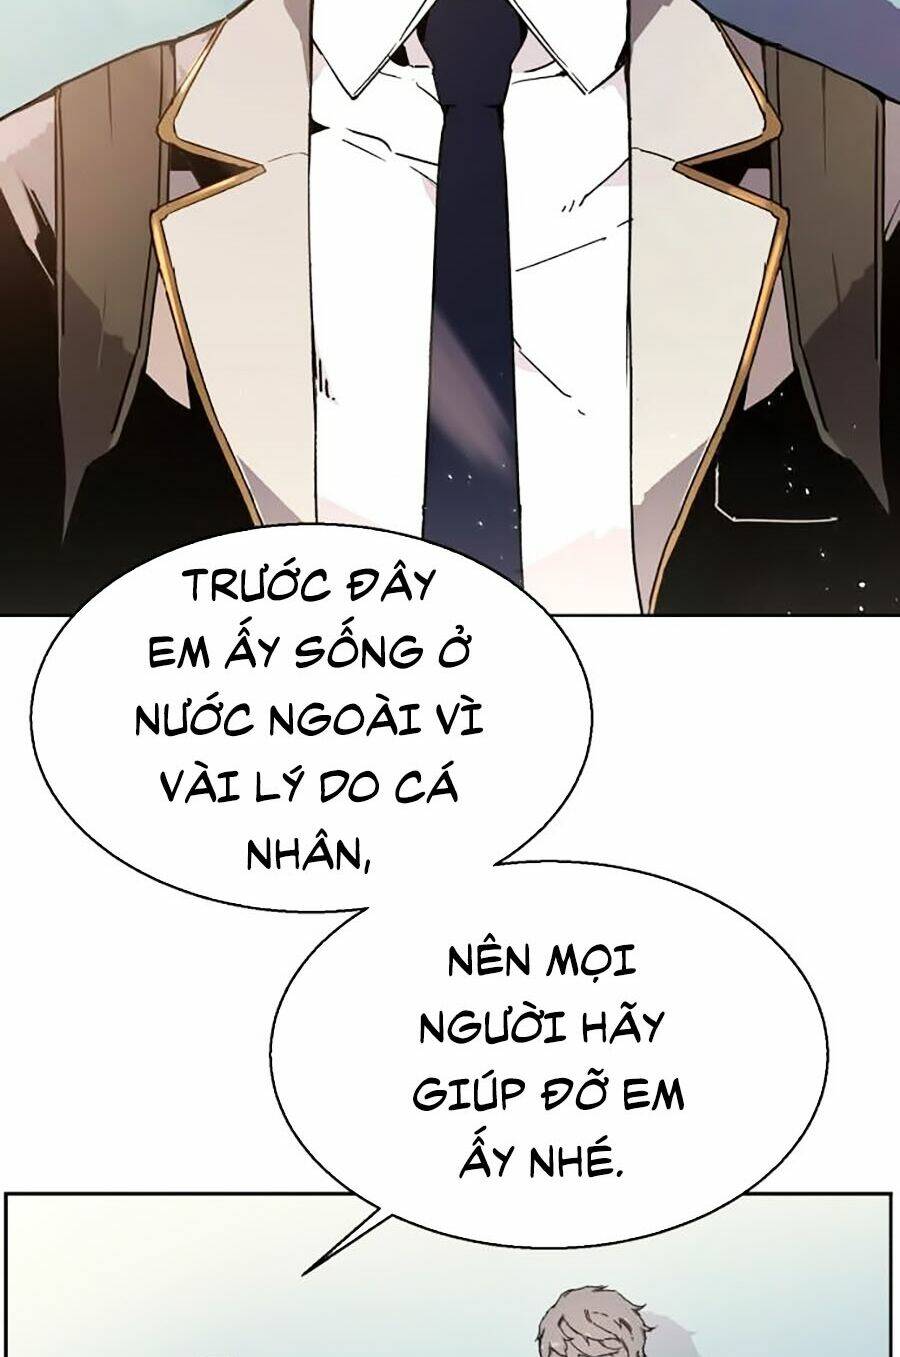 TRƯỚC ĐÂY
EM ẤY SỐNG Ở
NƯỚC NGOÀI VÌ
VÀI LÝ DO CÁ
NHÂN,
NÊN MỌI
NGƯỜI HÃY
GIÚP ĐỠ EM
ẤY NHÉ.